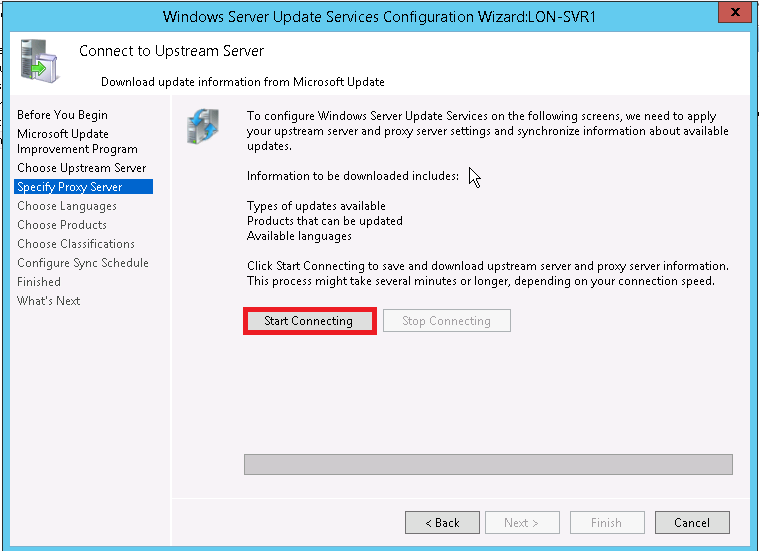 Windows Server Update Services Configuration Wizard:LON-SVR1
x
Connect to Upstream Server
Download update information from Microsoft Update
Before You Begin
Microsoft Update
Improvement Program
Choose Upstream Server
Specify Proxy Server
Choose Languages
Choose Products
Choose Classifications
Configure Sync Schedule
Finished
What's Next
To configure Windows Server Update Services on the following screens, we need to apply
your upstream server and proxy server settings and synchronize information about available
updates.
Information to be downloaded includes:
Types of updates available
Products that can be updated
Available languages
Click Start Connecting to save and download upstream server and proxy server information.
This process might take several minutes or longer, depending on your connection speed.
Start Connecting
Stop Connecting
< Back
Next >
Finish
Cancel